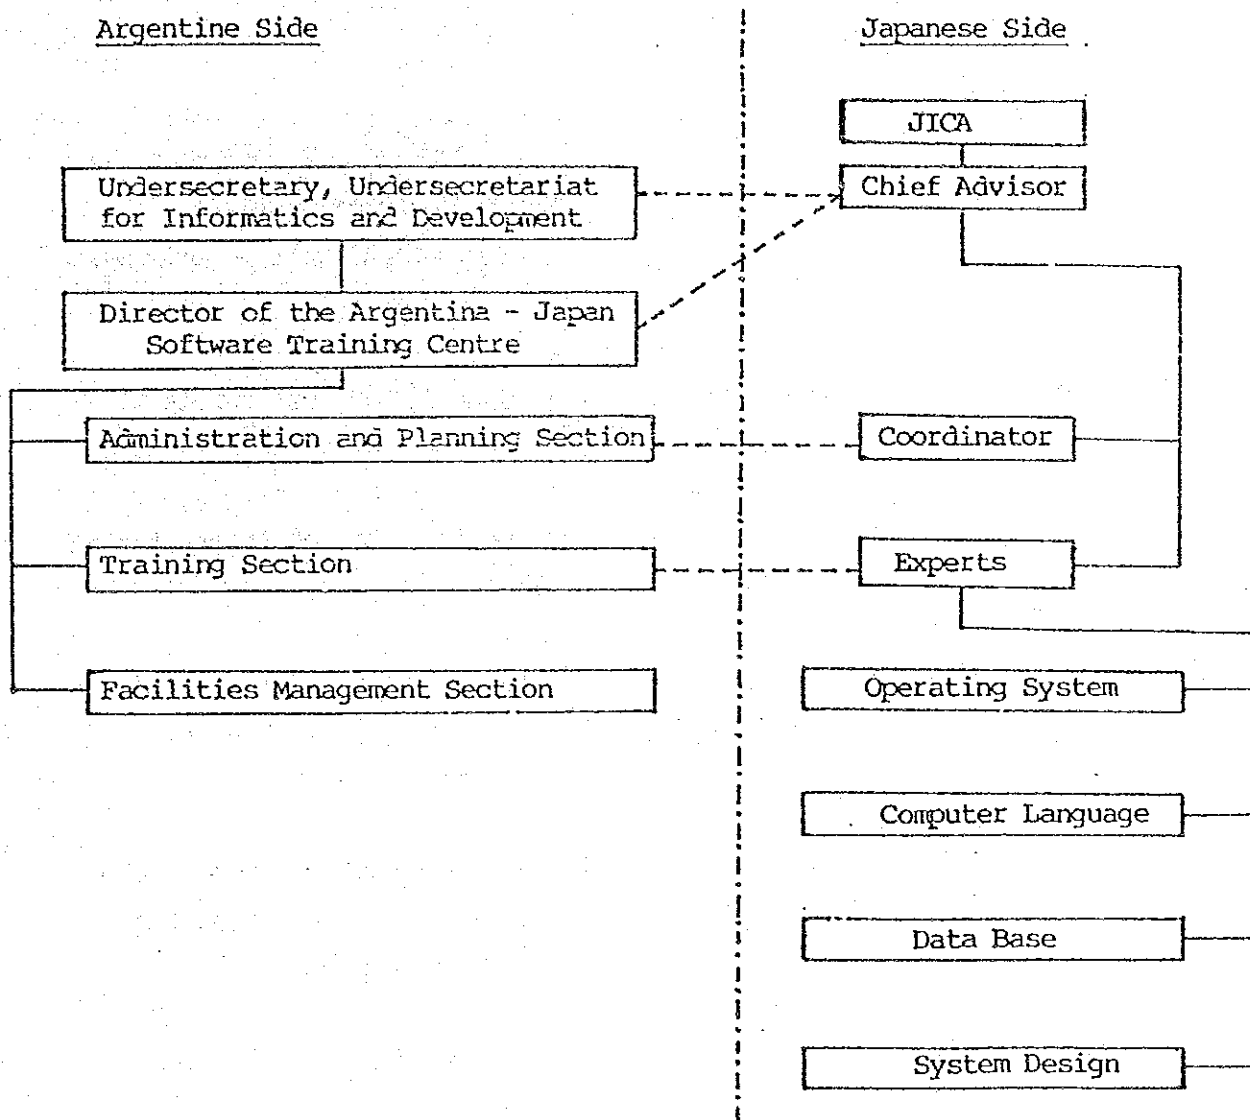 Argentine Side
Japanese Side
JICA
Undersecretary, Undersecretariat
for Informatics and Development
Chief Advisor
Director of the Argentina - Japan
Software Training Centre
Administration and Planning Section
Coordinator
Training Section
Experts
Facilities Management Section
Operating System
Computer Language
Data Base
System Design